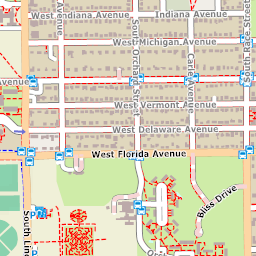 Indiana Avenue
West Indiana Avenue
West Michigan Avenue
Avenue
South Orchard Street
Carle Avenue
South Race Street
West Vermont Avenue
West Delaware Avenue
West Florida Avenue
Bliss Drive
South Linc
P